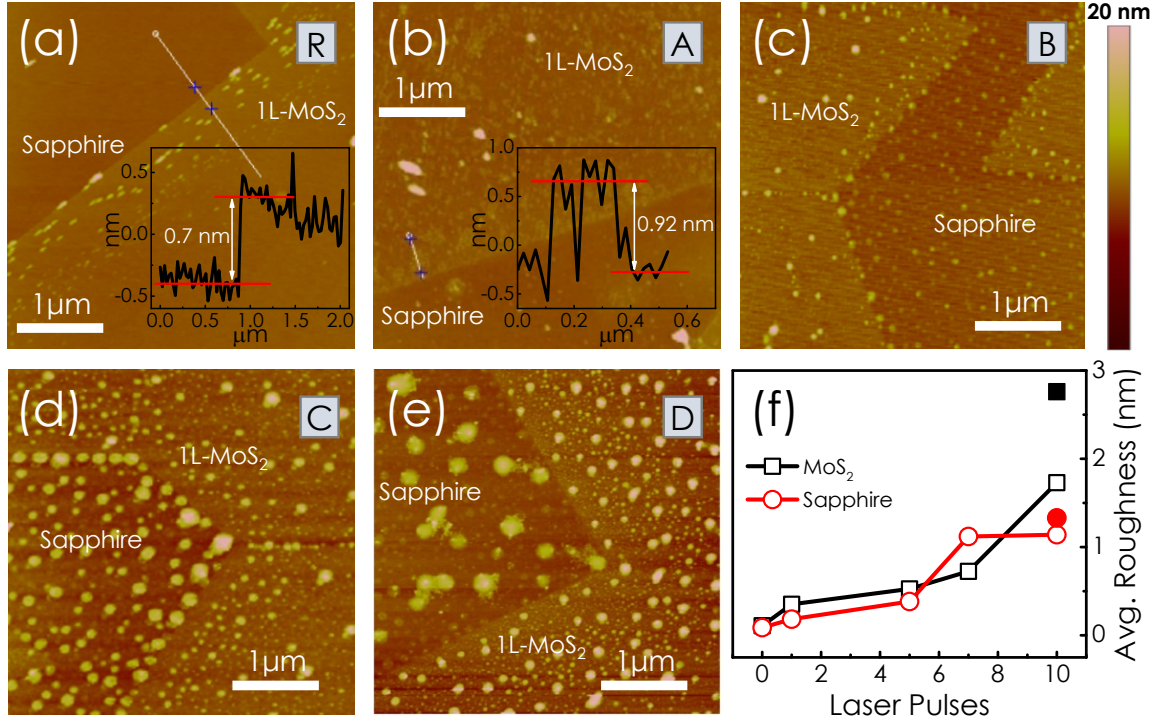 (a)
R
1L-MoS₂
Sapphire
0.5
0.0
-0.5
nm
0.7 nm
0.0 0.5 1.0 1.5 2.0
μm
1μm
(b)
A
1L-MoS₂
1μm
1.0
0.5
0.0
-0.5
nm
0.92 nm
0.0 0.2 0.4 0.6
μm
Sapphire
(c)
B
1L-MoS₂
Sapphire
1μm
20 nm
(d)
C
1L-MoS₂
Sapphire
1μm
(e)
D
Sapphire
1L-MoS₂
1μm
(f)
MoS₂
Sapphire
3
2
1
0
Avg. Roughness (nm)
0 2 4 6 8 10
Laser Pulses